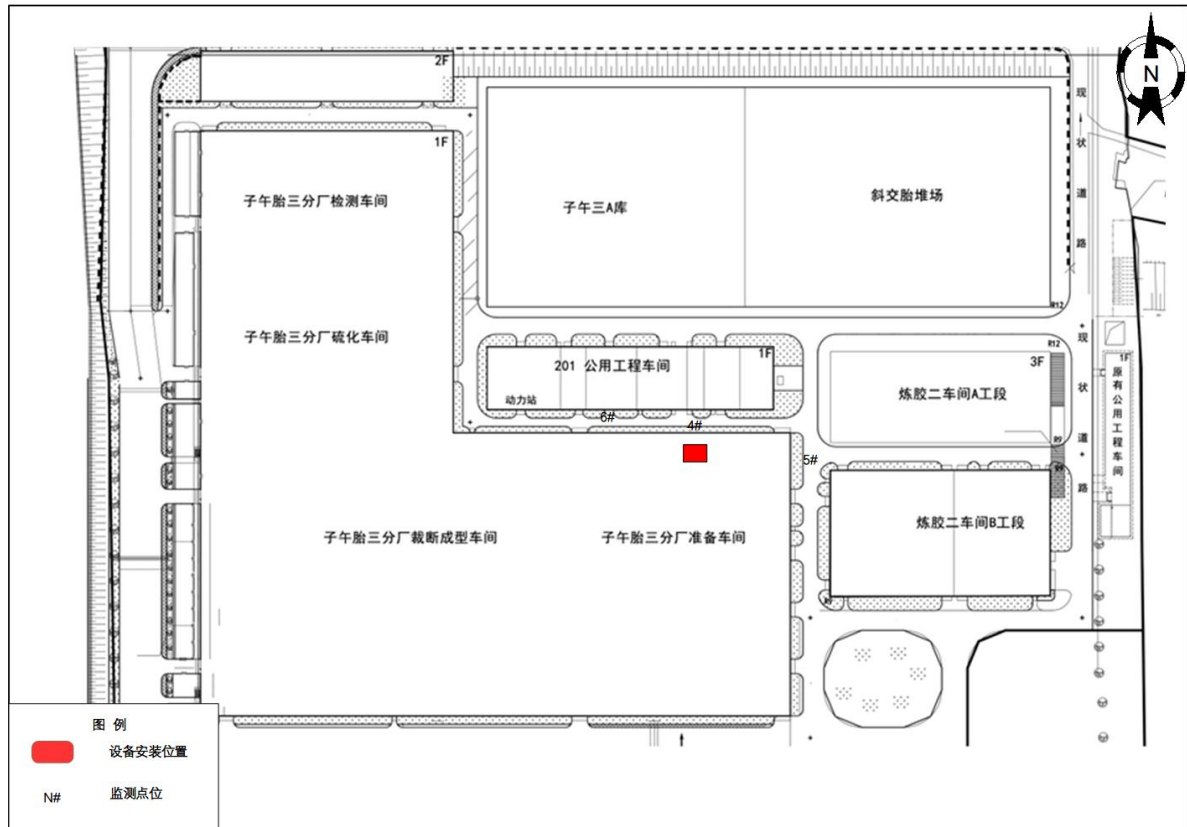 2F
N
现状道路
1F
子午胎三分厂检测车间
子午三A库
斜交胎堆场
R12
子午胎三分厂硫化车间
现状道路
201 公用工程车间
1F
动力站
R12
3F
炼胶二车间A工段
R9
1F
原有公用工程车间
6#
4#
5#
子午胎三分厂裁断成型车间
子午胎三分厂准备车间
炼胶二车间B工段
图 例
设备安装位置
N#
监测点位